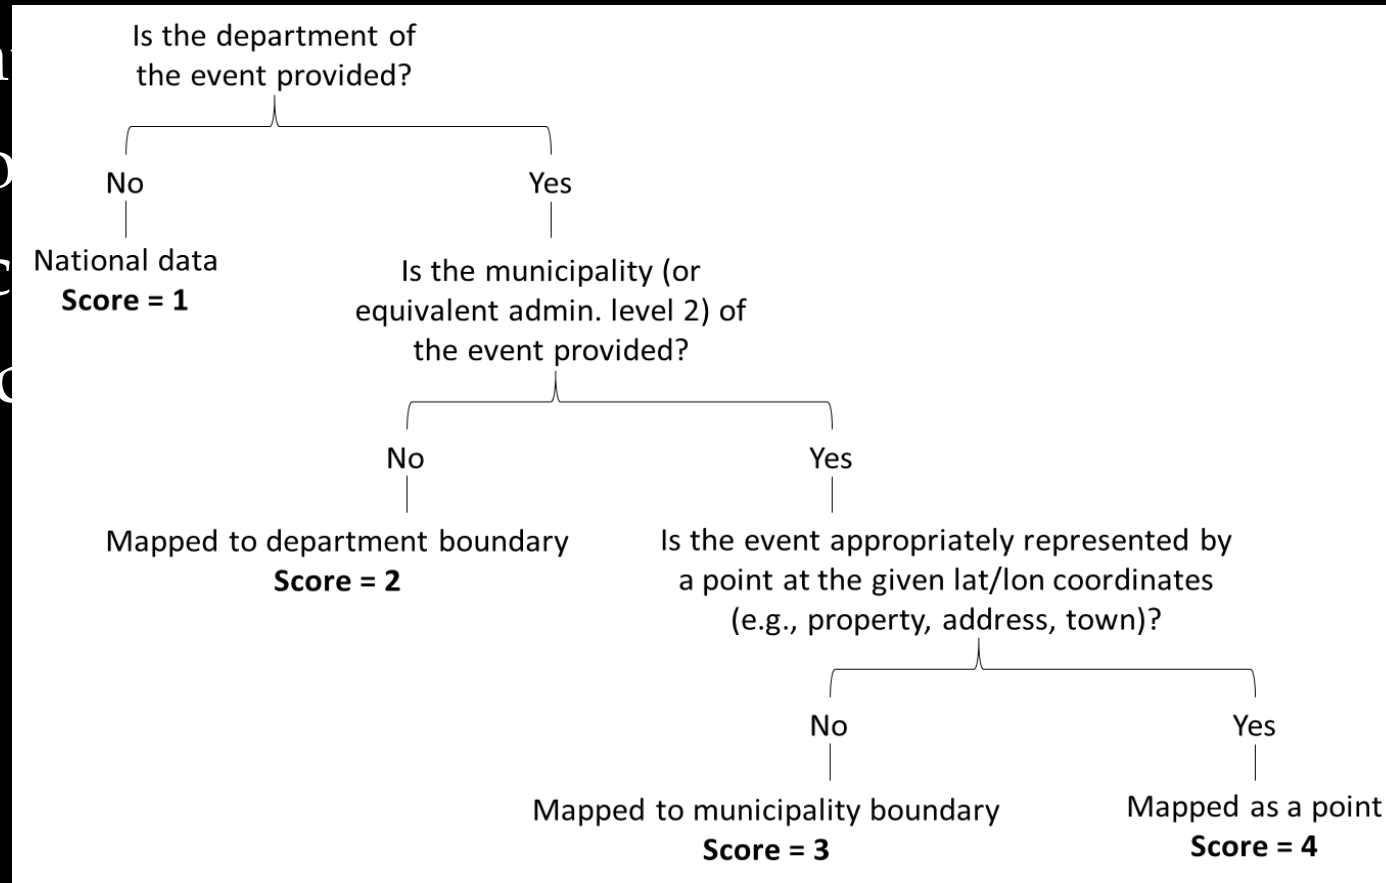 Is the department of
the event provided?
No
Yes
National data
Score = 1
Is the municipality (or
equivalent admin. level 2) of
the event provided?
No
Yes
Mapped to department boundary
Score = 2
Is the event appropriately represented by
a point at the given lat/lon coordinates
(e.g., property, address, town)?
No
Yes
Mapped to municipality boundary
Score = 3
Mapped as a point
Score = 4